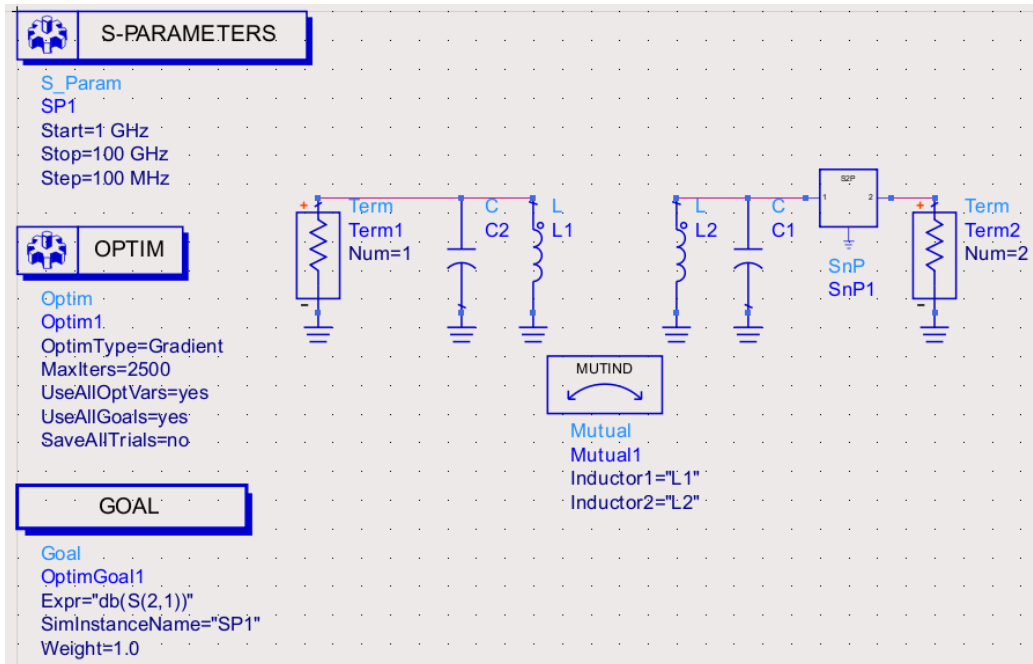 S-PARAMETERS
S_Param
SP1
Start=1 GHz
Stop=100 GHz
Step=100 MHz
OPTIM
Optim
Optim1
OptimType=Gradient
MaxIters=2500
UseAllOptVars=yes
UseAllGoals=yes
SaveAllTrials=no
GOAL
Goal
OptimGoal1
Expr="db(S(2,1))"
SimInstanceName="SP1"
Weight=1.0
+
Term
Term1
Num=1
-
C
C2
L
L1
L
L2
C
C1
S2P
1
2
SnP
SnP1
+
Term
Term2
Num=2
-
MUTIND
Mutual
Mutual1
Inductor1="L1"
Inductor2="L2"